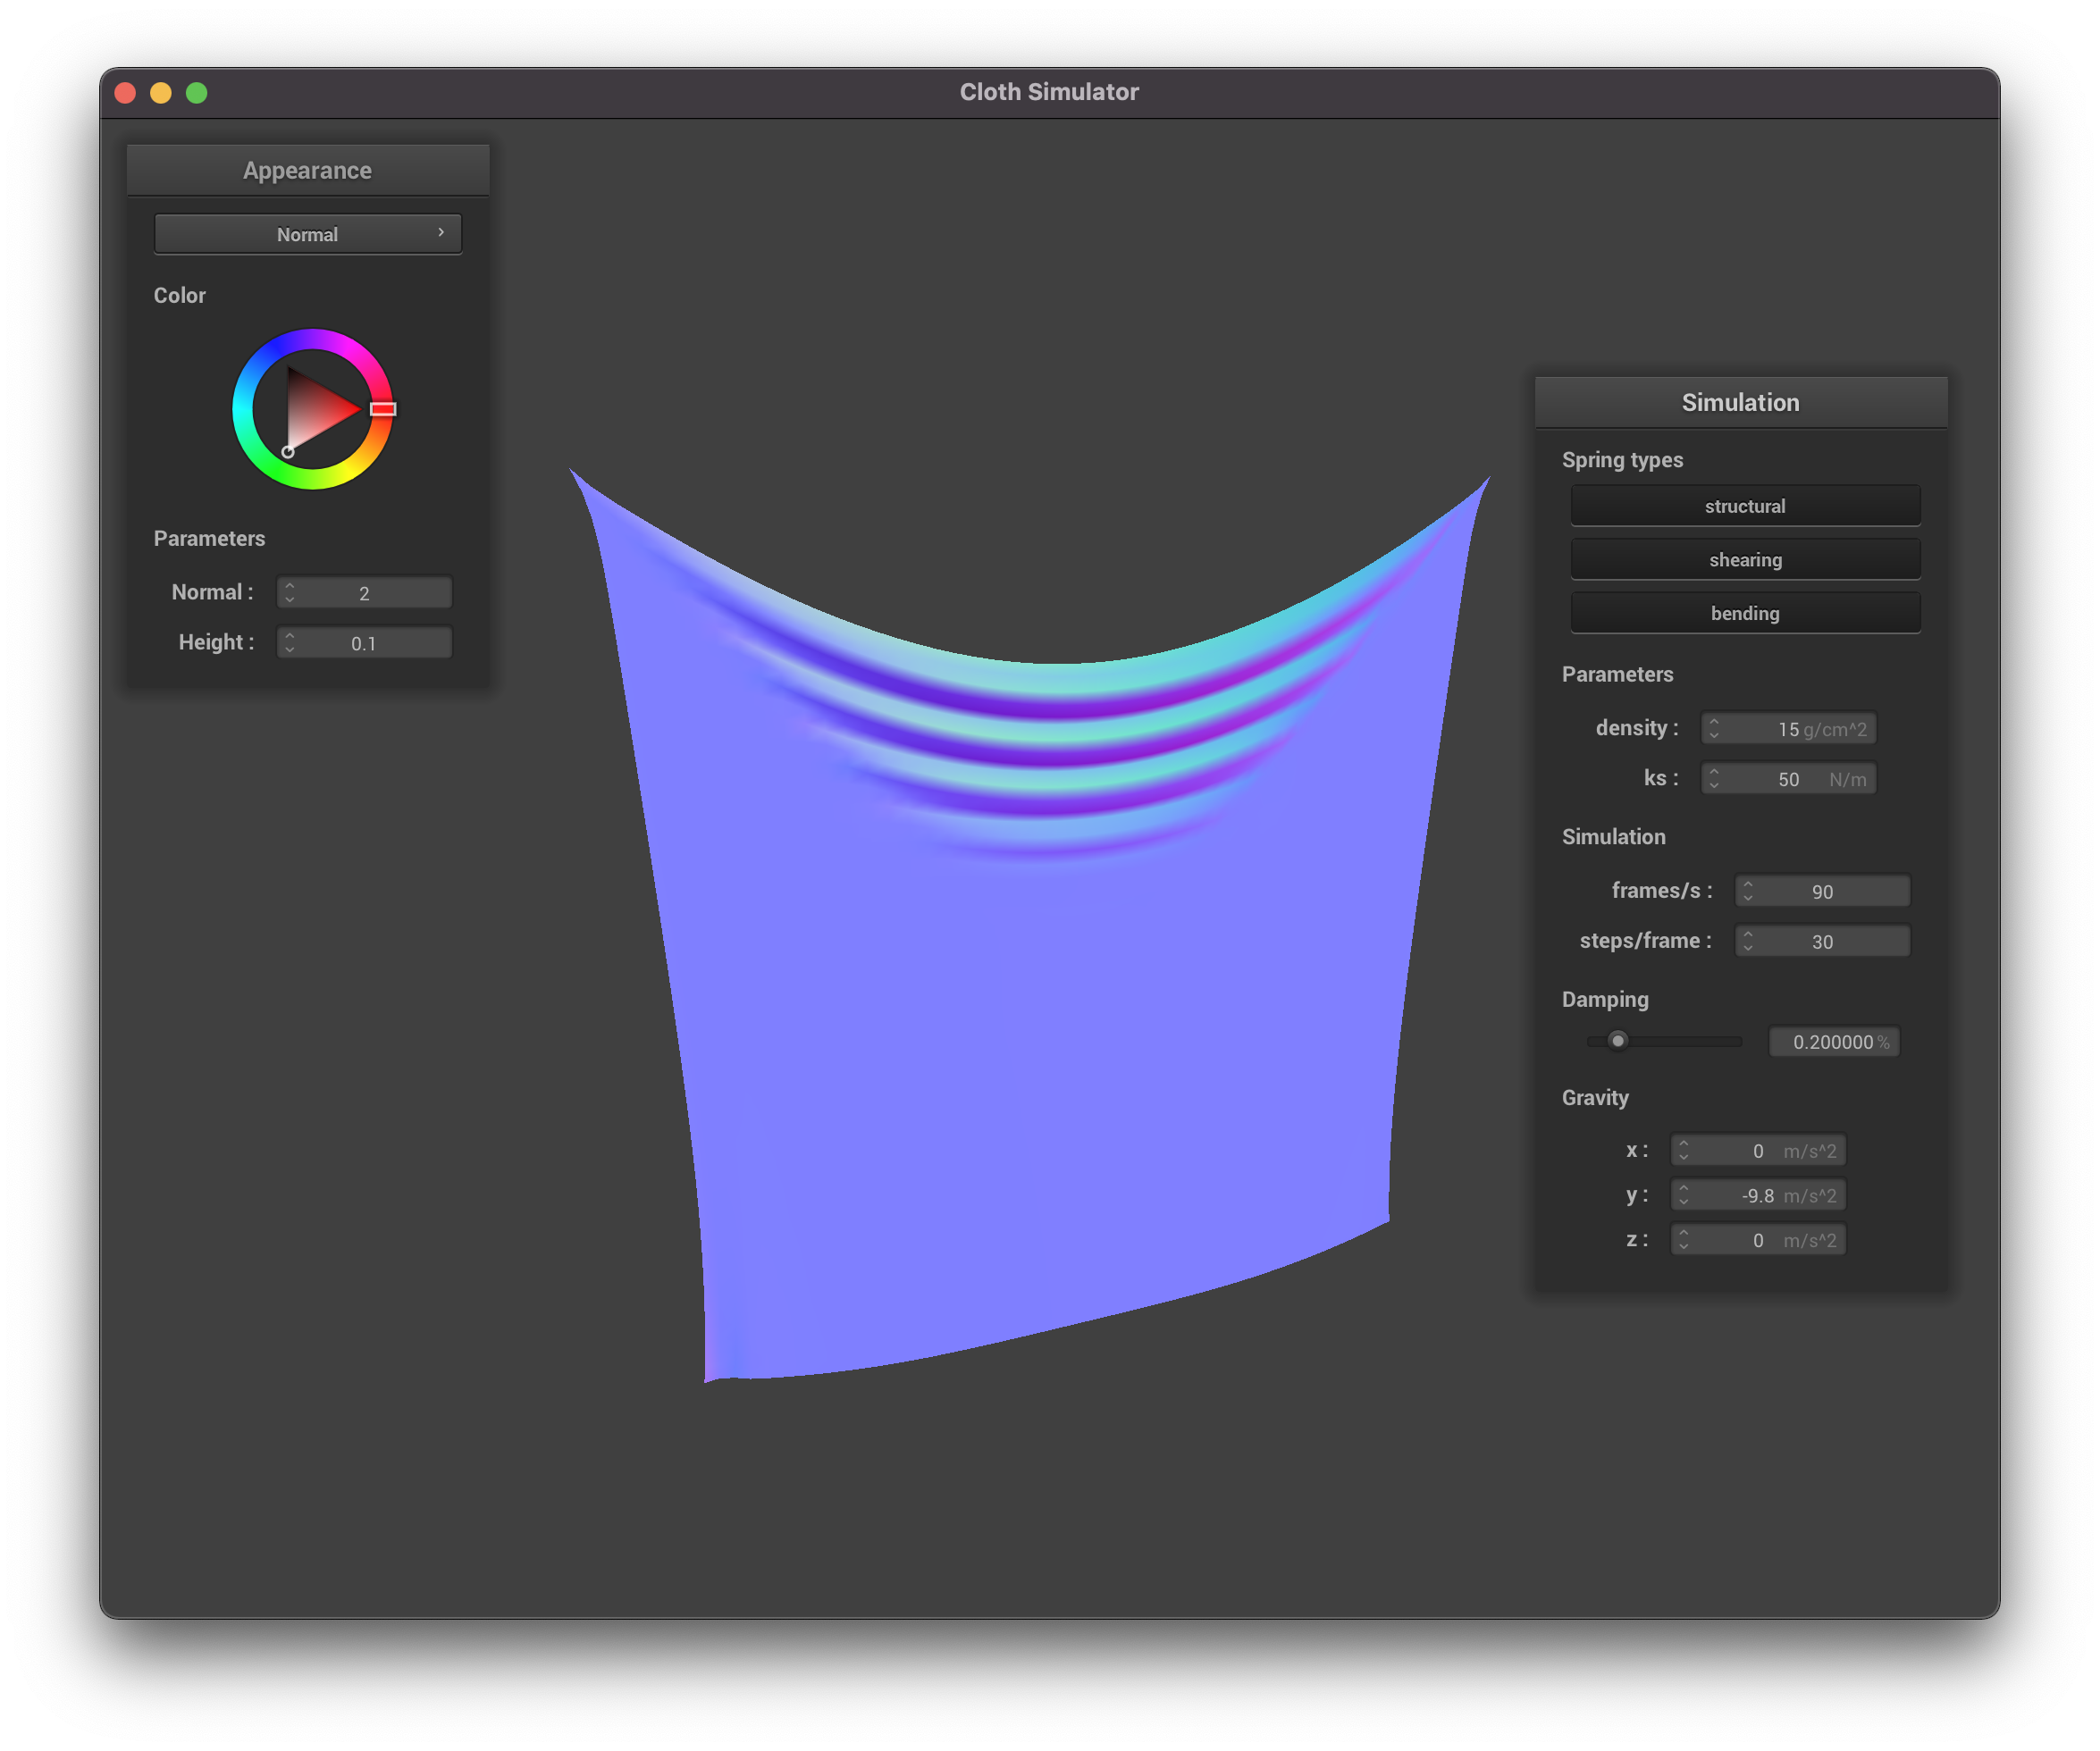 Cloth Simulator
Appearance
Normal
Color
Parameters
Normal : 2
Height : 0.1
Simulation
Spring types
structural
shearing
bending
Parameters
density : 15 g/cm^2
ks : 50 N/m
Simulation
frames/s : 90
steps/frame : 30
Damping
0.200000 %
Gravity
x : 0 m/s^2
y : -9.8 m/s^2
z : 0 m/s^2